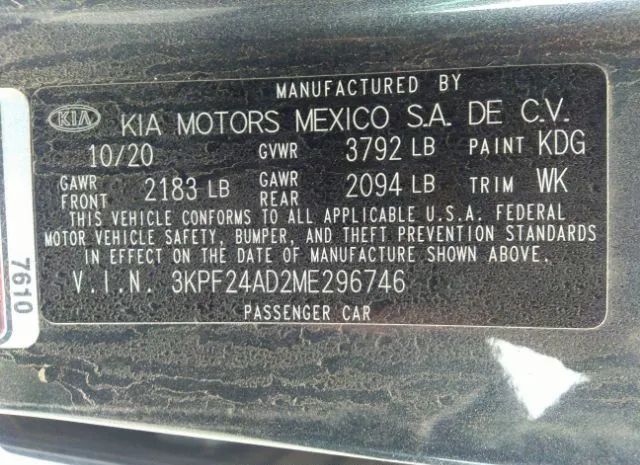 MANUFACTURED BY
KIA KIA MOTORS MEXICO S.A. DE C.V.
10/20 GVWR 3792 LB PAINT KDG
GAWR FRONT 2183 LB GAWR REAR 2094 LB TRIM WK
THIS VEHICLE CONFORMS TO ALL APPLICABLE U.S.A. FEDERAL
MOTOR VEHICLE SAFETY, BUMPER, AND THEFT PREVENTION STANDARDS
IN EFFECT ON THE DATE OF MANUFACTURE SHOWN ABOVE.
V.I.N. 3KPF24AD2ME296746
PASSENGER CAR
7610